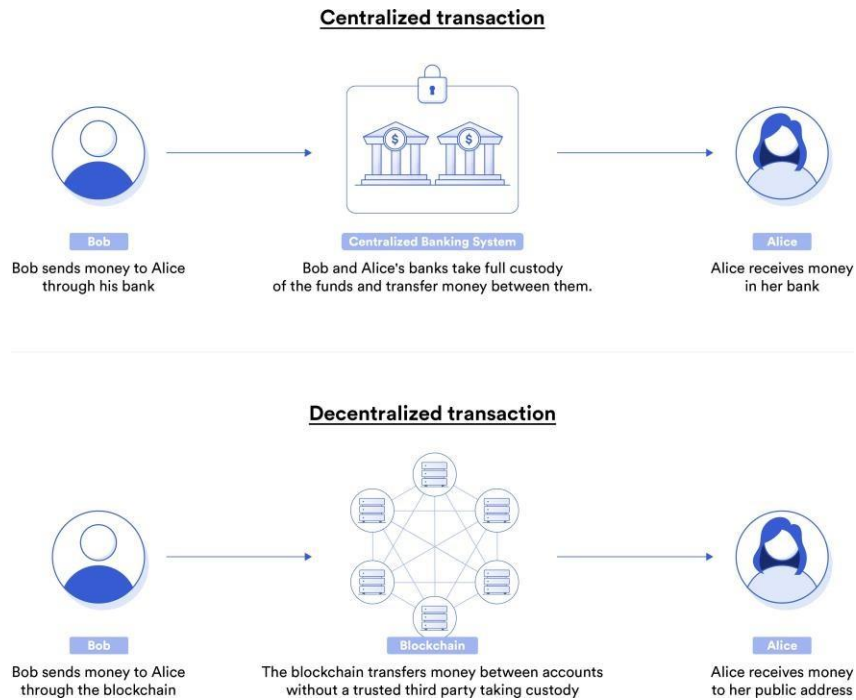 Centralized transaction
$ $
Bob
Centralized Banking System
Alice
Bob sends money to Alice
through his bank
Bob and Alice's banks take full custody
of the funds and transfer money between them.
Alice receives money
in her bank
Decentralized transaction
Bob
Blockchain
Alice
Bob sends money to Alice
through the blockchain
The blockchain transfers money between accounts
without a trusted third party taking custody
Alice receives money
to her public address